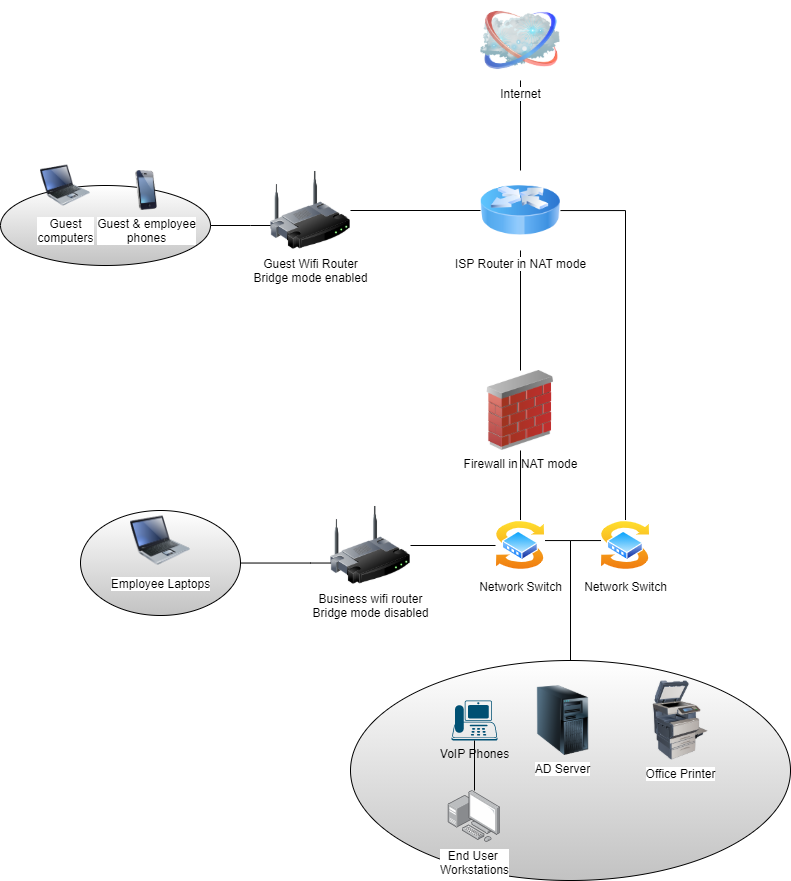 Internet
Guest
computers
Guest & employee
phones
Guest Wifi Router
Bridge mode enabled
ISP Router in NAT mode
Firewall in NAT mode
Employee Laptops
Business wifi router
Bridge mode disabled
Network Switch
Network Switch
VoIP Phones
AD Server
Office Printer
End User
Workstations